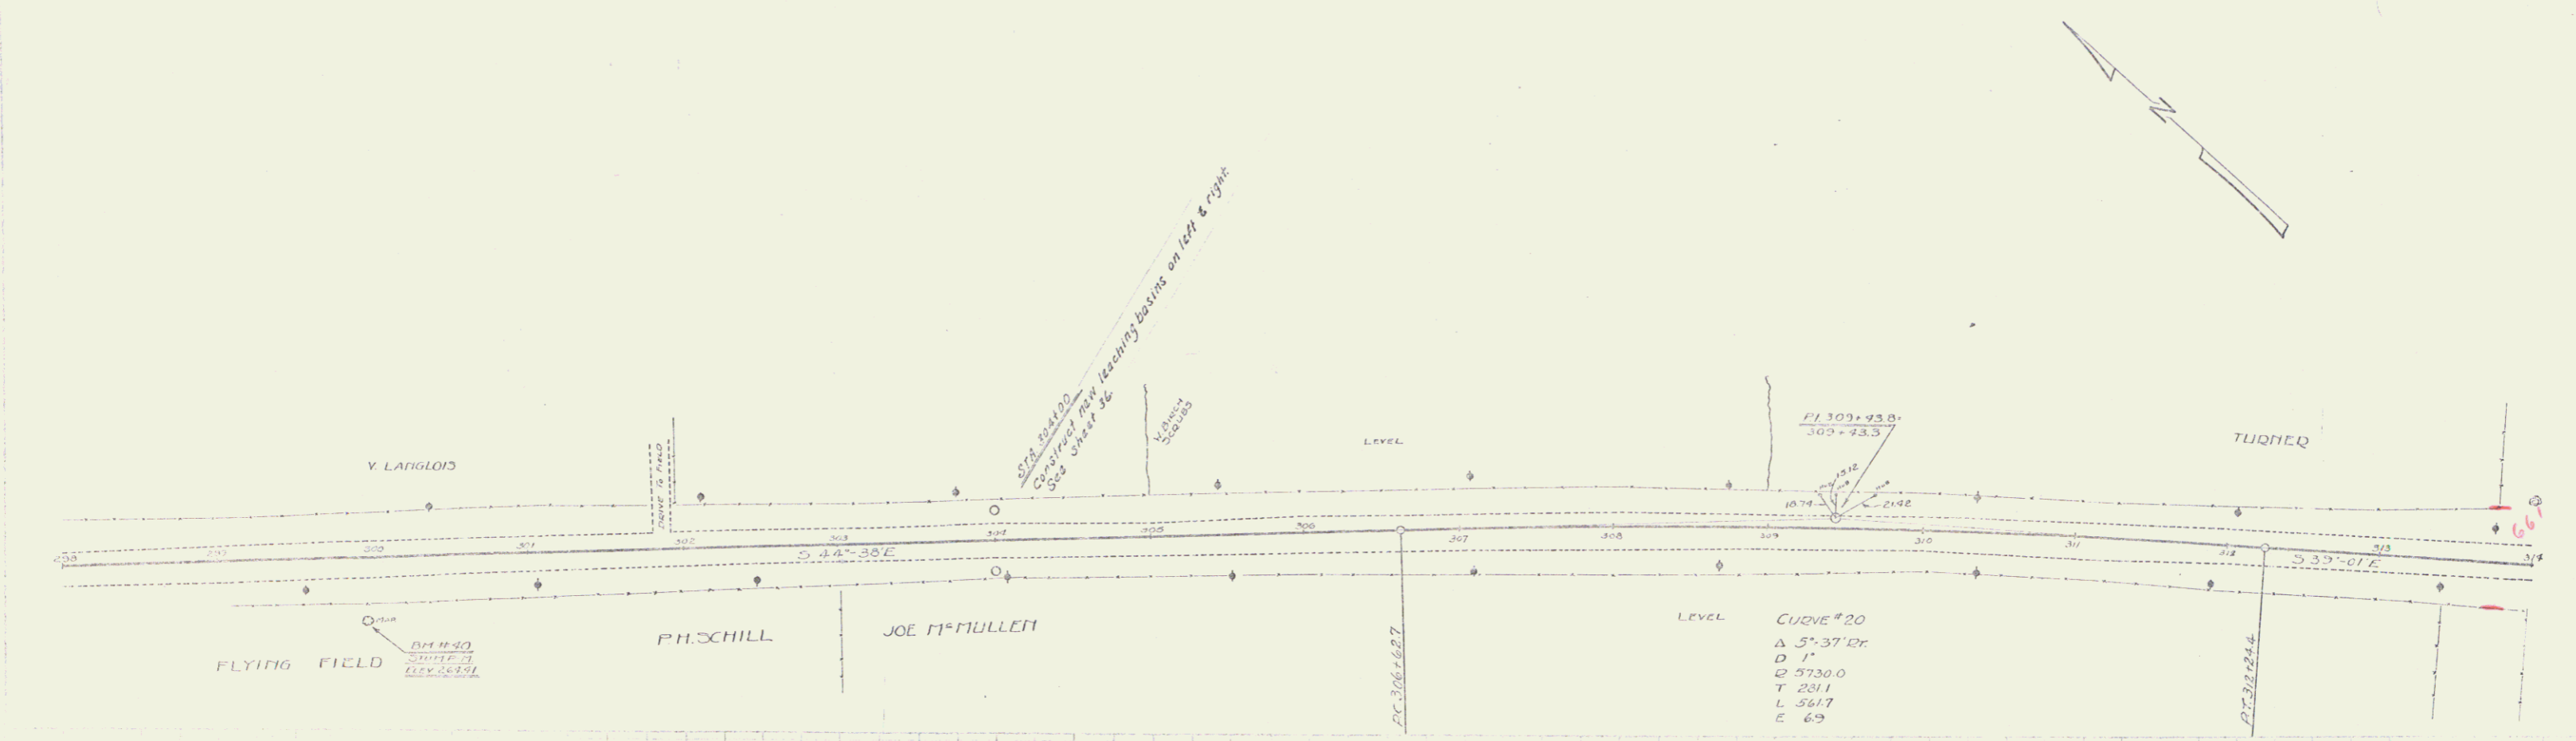 N
STA. 304+00
Construct new leaching basins on left & right.
See sheet 36
W. BIRCH
SCRUBS
LEVEL
P.I. 309+43.8=
309+43.3
TURNER
V. LANGLOIS
DRIVE TO FIELD
15.12
18.74
21.42
66'
298 299 300 301 302 303 304 305 306 307 308 309 310 311 312 313 314
S 44°-38'E
S 39°-01'E
BM #40
ELEV 264.91
FLYING FIELD
P.H. SCHILL
JOE McMULLEN
P.C. 306+62.7
LEVEL
CURVE #20
Δ 5°-37' Rt.
D 1°
R 5730.0
T 281.1
L 561.7
E 6.9
P.T. 312+24.4